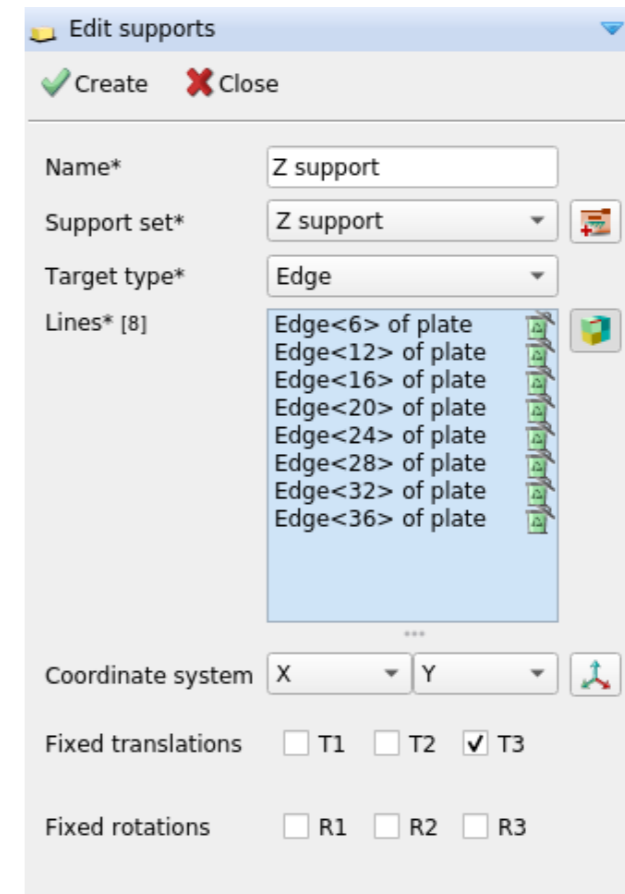 Edit supports
Create Close
Name* Z support
Support set* Z support
Target type* Edge
Lines* [8] Edge<6> of plate
Edge<12> of plate
Edge<16> of plate
Edge<20> of plate
Edge<24> of plate
Edge<28> of plate
Edge<32> of plate
Edge<36> of plate
Coordinate system X Y
Fixed translations T1 T2 T3
Fixed rotations R1 R2 R3